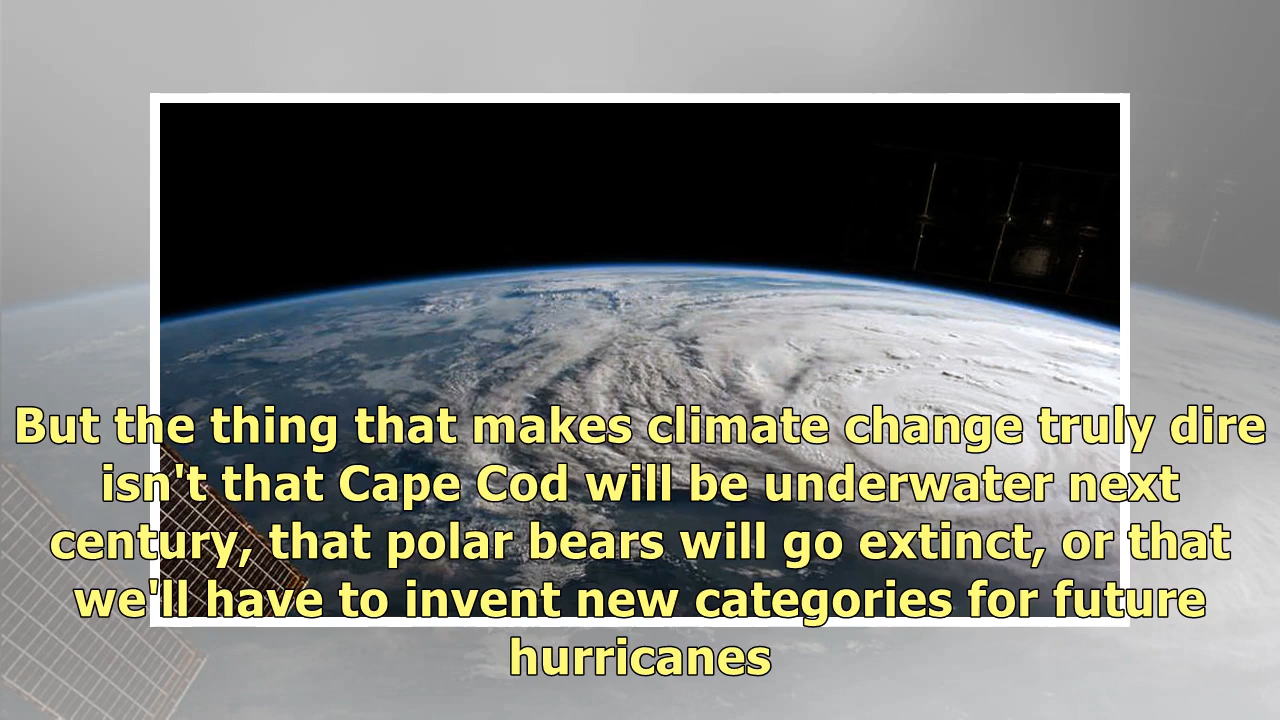 But the thing that makes climate change truly dire
isn't that Cape Cod will be underwater next
century, that polar bears will go extinct, or that
we'll have to invent new categories for future
hurricanes